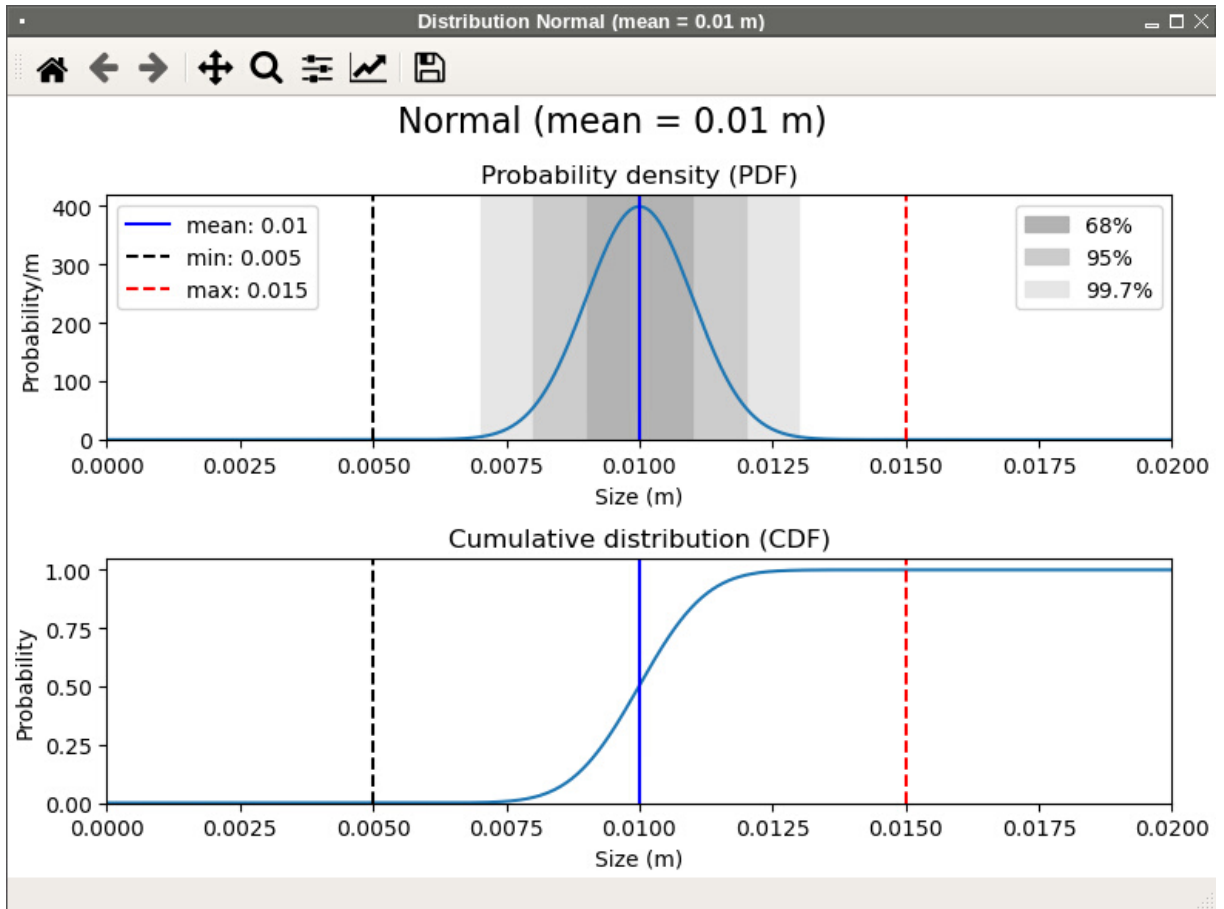 Distribution Normal (mean = 0.01 m)
Normal (mean = 0.01 m)
Probability density (PDF)
400
300
200
100
0
Probability/m
mean: 0.01
min: 0.005
max: 0.015
68%
95%
99.7%
0.0000 0.0025 0.0050 0.0075 0.0100 0.0125 0.0150 0.0175 0.0200
Size (m)
Cumulative distribution (CDF)
1.00
0.75
0.50
0.25
0.00
Probability
0.0000 0.0025 0.0050 0.0075 0.0100 0.0125 0.0150 0.0175 0.0200
Size (m)